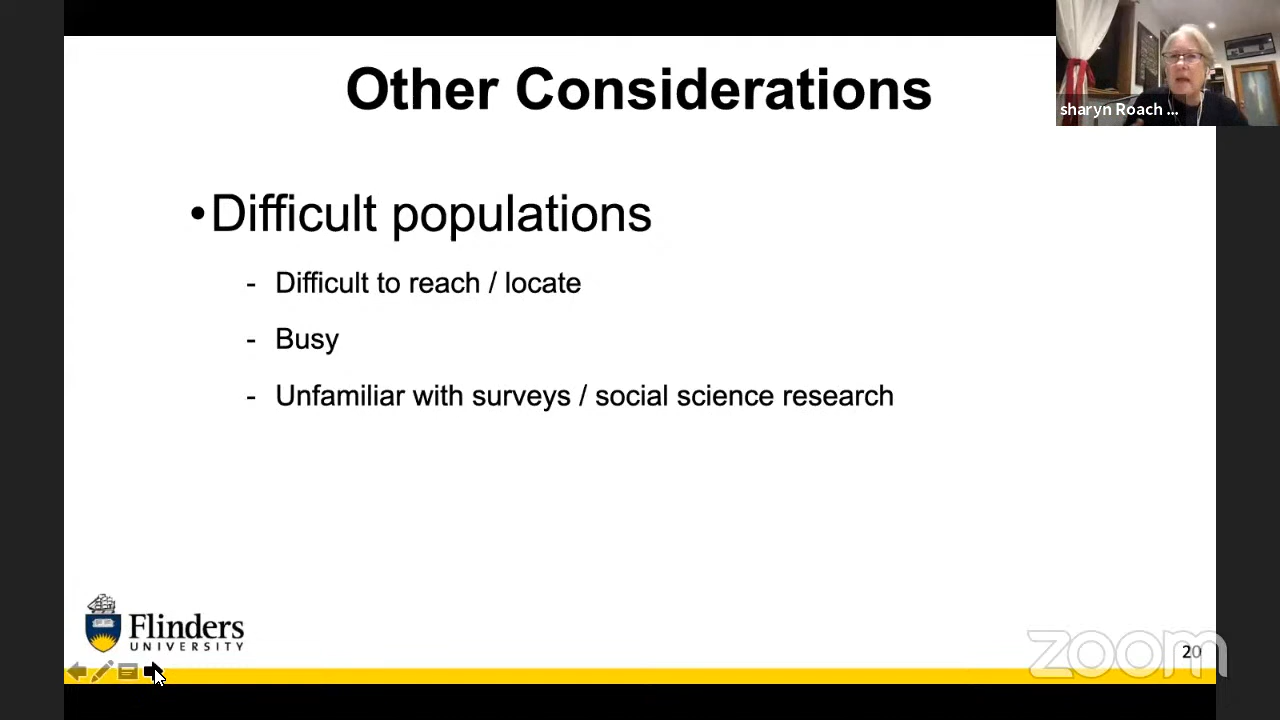 Other Considerations
sharyn Roach ...
•Difficult populations
- Difficult to reach / locate
- Busy
- Unfamiliar with surveys / social science research
Flinders
UNIVERSITY
zoom
20